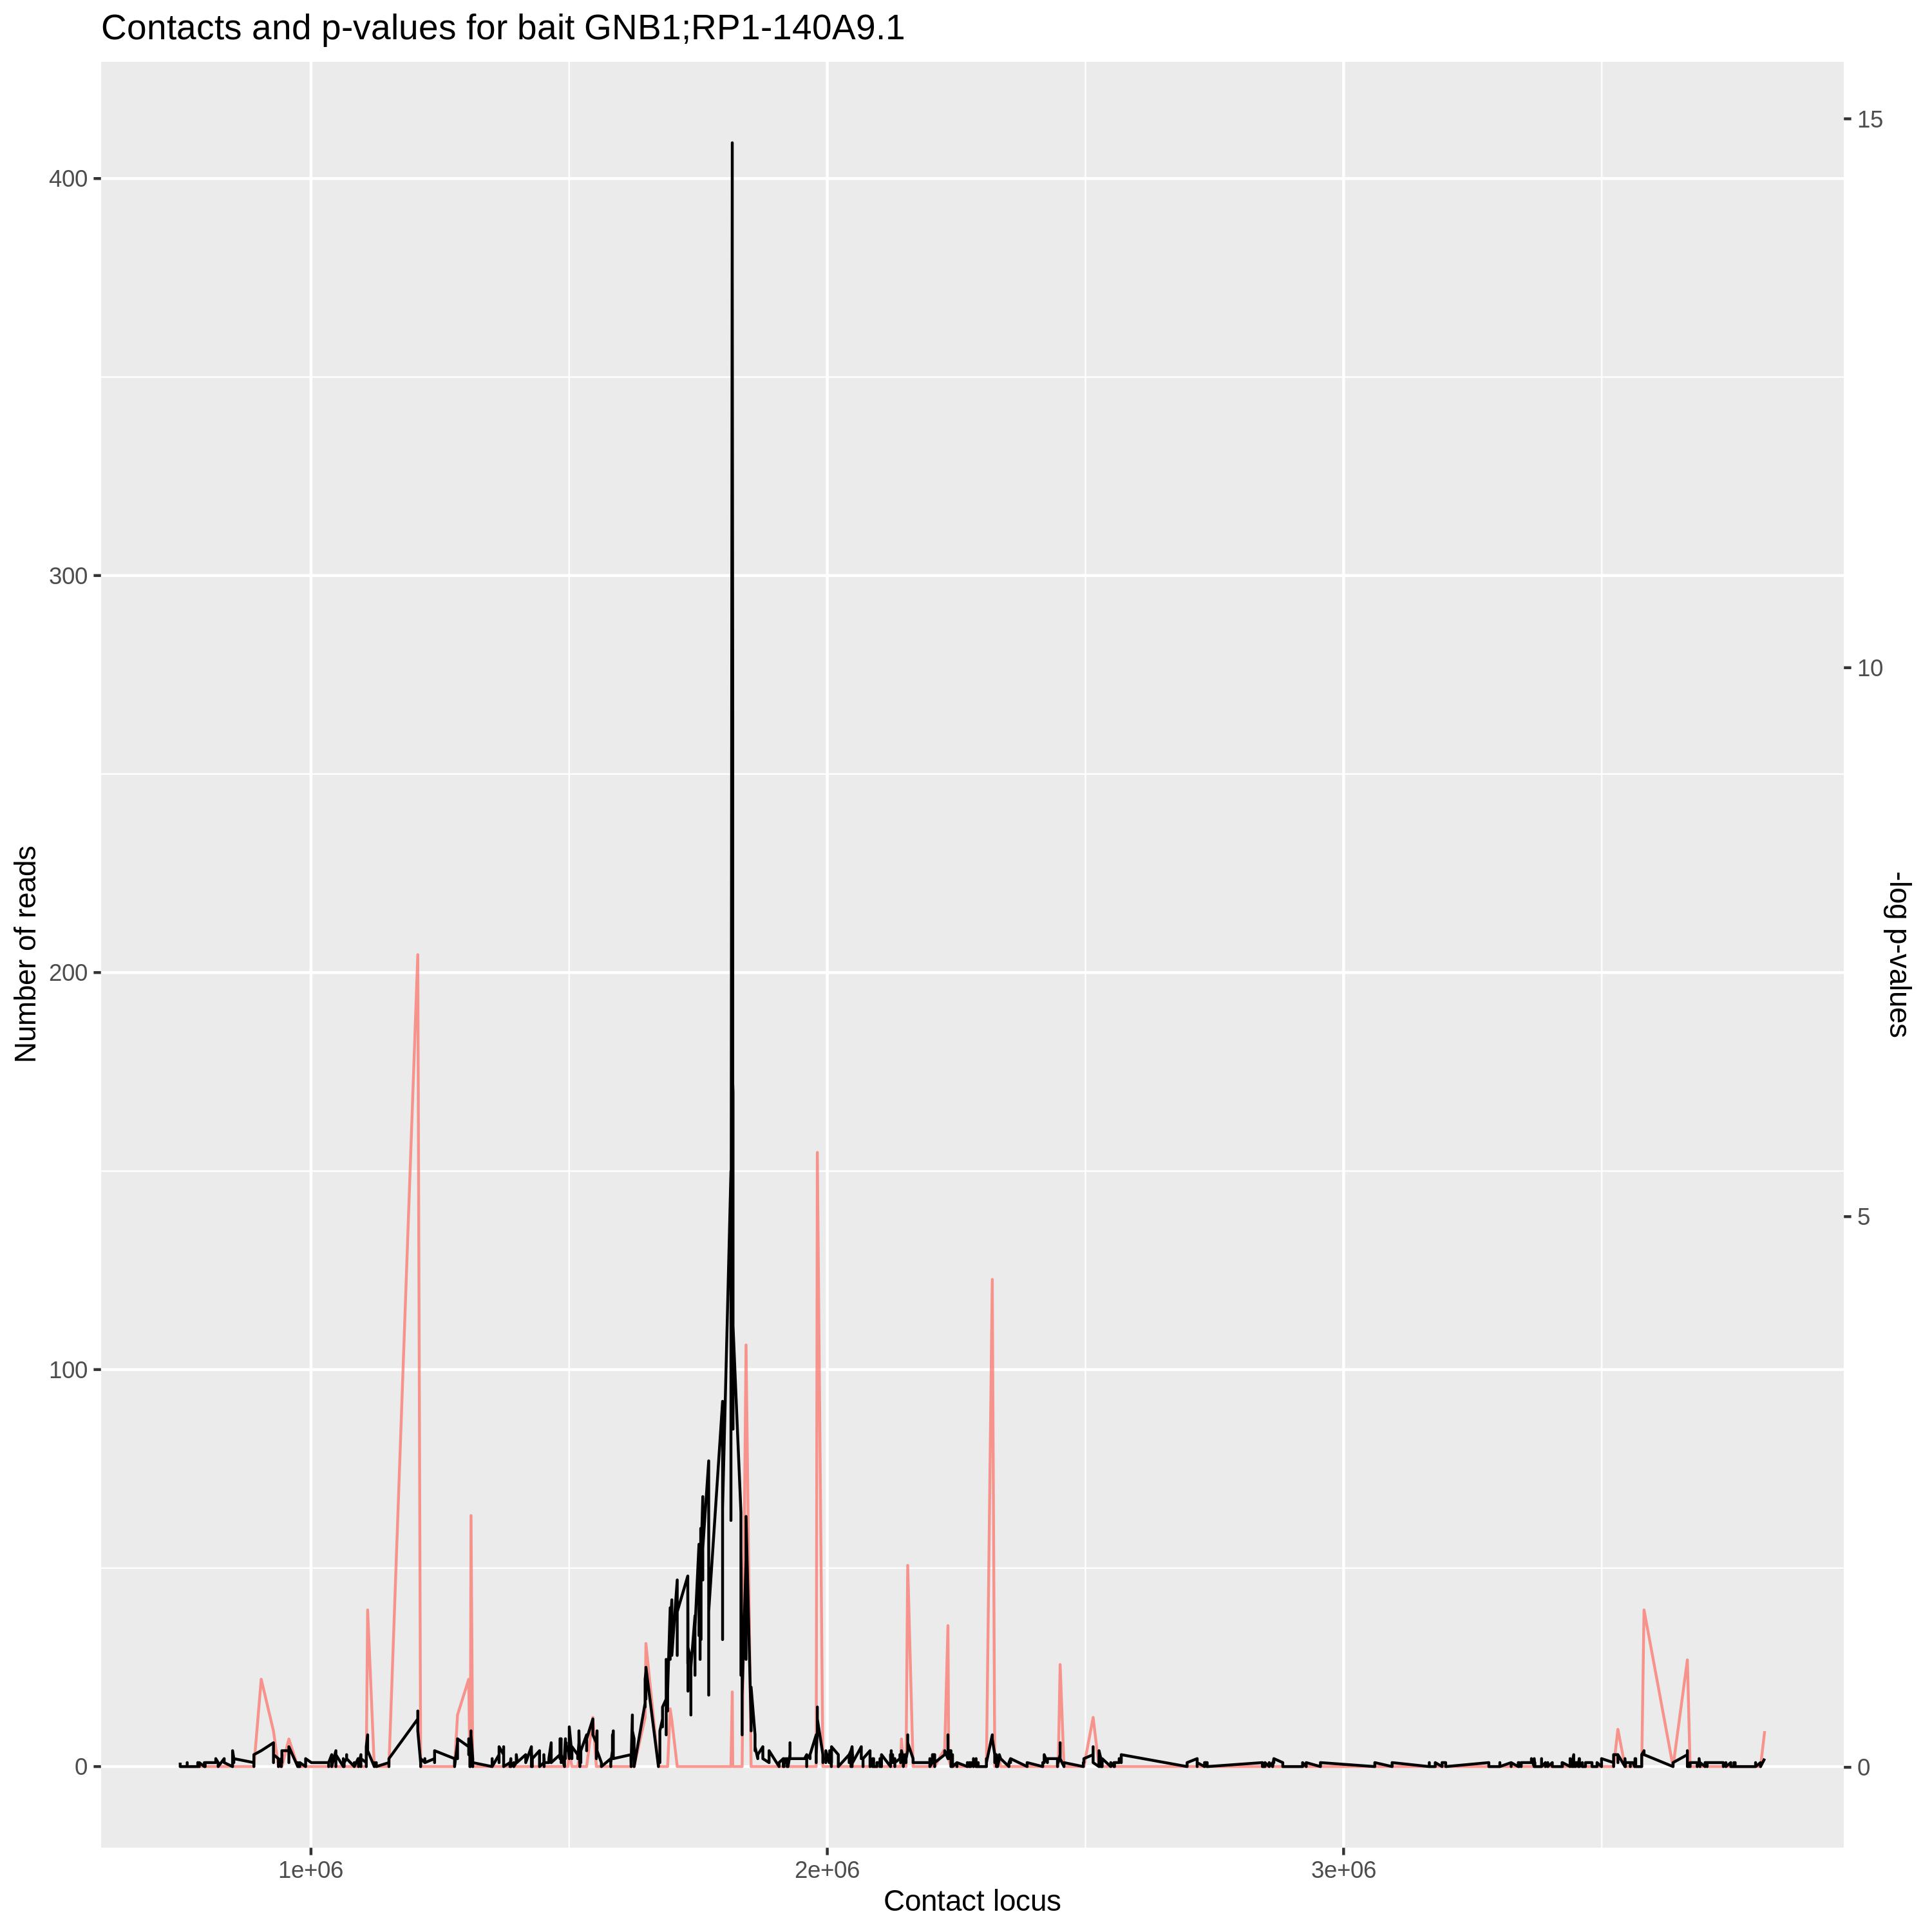 Contacts and p-values for bait GNB1;RP1-140A9.1
400
300
200
100
0
15
10
5
0
Number of reads
-log p-values
1e+06
2e+06
3e+06
Contact locus